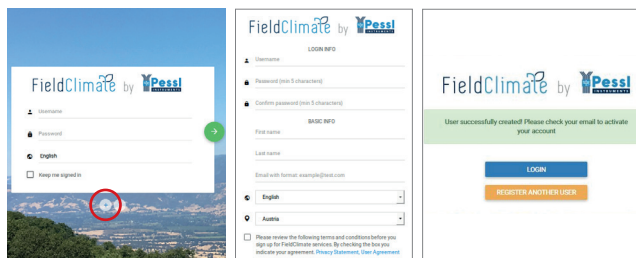 FieldClimate by Pessl
INSTRUMENTS
Username
Password
English
Keep me signed in
FieldClimate by Pessl
INSTRUMENTS
LOGIN INFO
Username
Password (min 5 characters)
Confirm password (min 5 characters)
BASIC INFO
First name
Last name
Email with format: example@test.com
English
Austria
Please review the following terms and conditions before you
sign up for FieldClimate services. By checking the box you
indicate your agreement. Privacy Statement, User Agreement
FieldClimate by Pessl
INSTRUMENTS
User successfully created! Please check your email to activate
your account
LOGIN
REGISTER ANOTHER USER